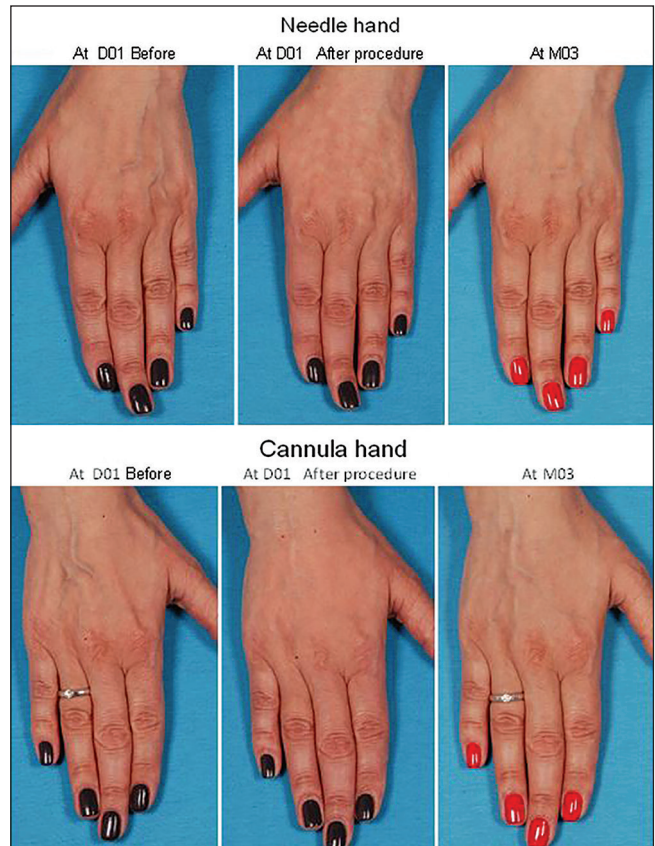 Needle hand
At D01 Before
At D01 After procedure
At M03
Cannula hand
At D01 Before
At D01 After procedure
At M03